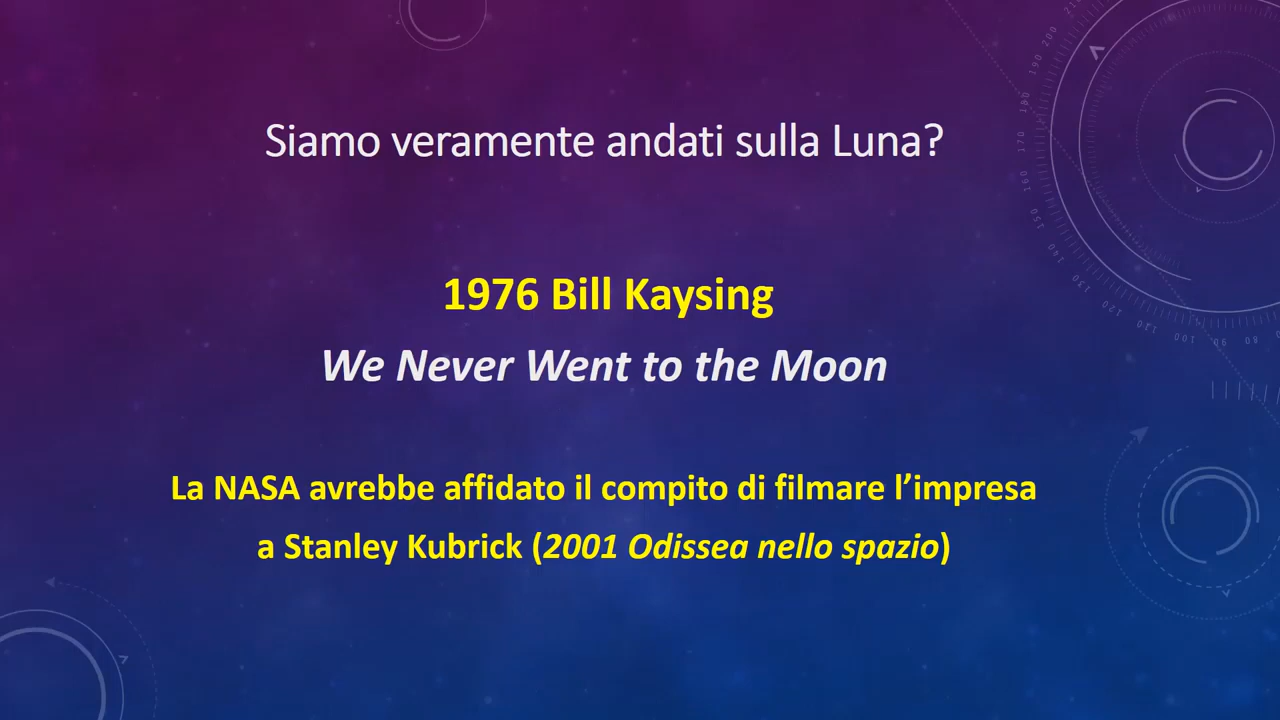 Siamo veramente andati sulla Luna?
1976 Bill Kaysing
We Never Went to the Moon
La NASA avrebbe affidato il compito di filmare l’impresa
a Stanley Kubrick (2001 Odissea nello spazio)